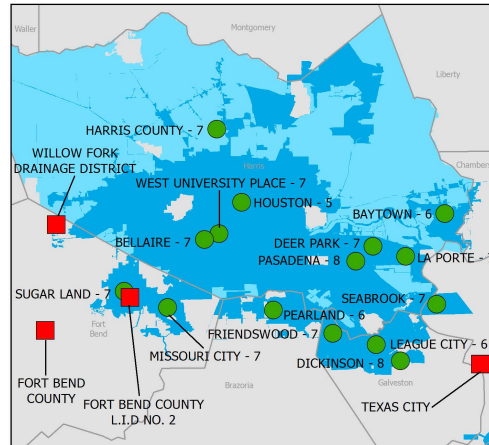 Waller
Montgomery
Liberty
HARRIS COUNTY - 7
WILLOW FORK
DRAINAGE DISTRICT
Harris
Chambers
WEST UNIVERSITY PLACE - 7
HOUSTON - 5
BAYTOWN - 6
BELLAIRE - 7
DEER PARK - 7
PASADENA - 8
LA PORTE -
SUGAR LAND - 7
SEABROOK - 7
Fort
Bend
PEARLAND - 6
FRIENDSWOOD - 7
MISSOURI CITY - 7
LEAGUE CITY - 6
DICKINSON - 8
FORT BEND
COUNTY
Brazoria
Galveston
FORT BEND COUNTY
L.I.D NO. 2
TEXAS CITY